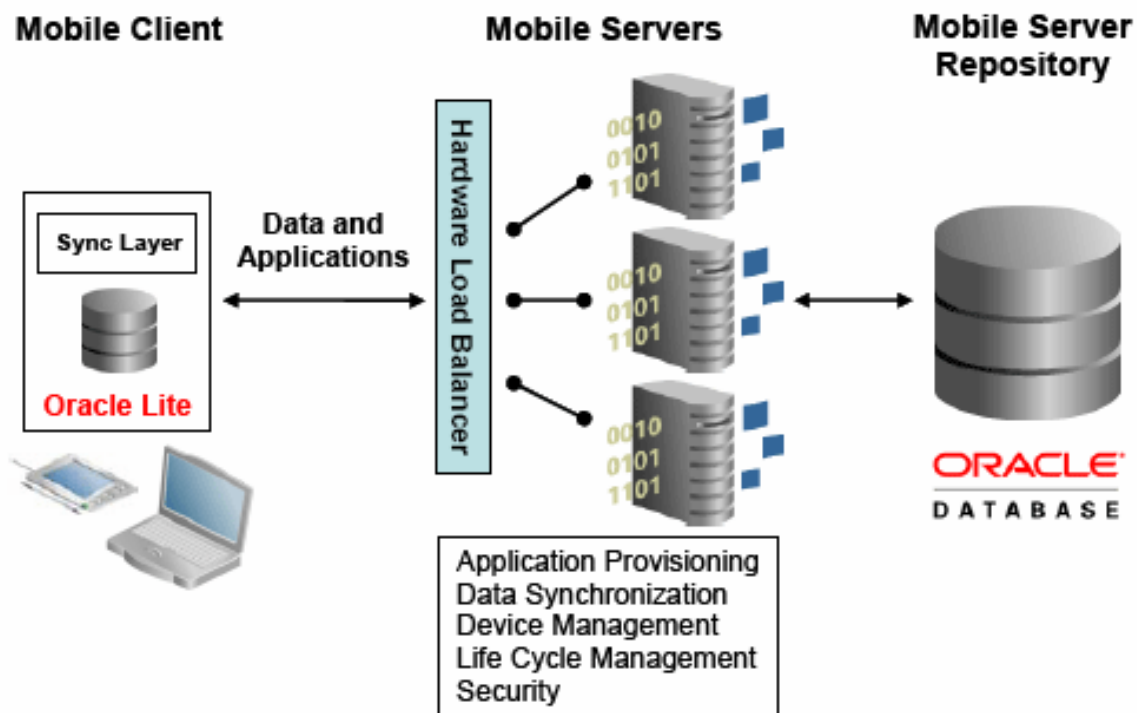 Mobile Client
Mobile Servers
Mobile Server
Repository
Sync Layer
Oracle Lite
Data and
Applications
Hardware Load Balancer
0010
0101
1101
0010
0101
1101
0010
0101
1101
ORACLE
DATABASE
Application Provisioning
Data Synchronization
Device Management
Life Cycle Management
Security